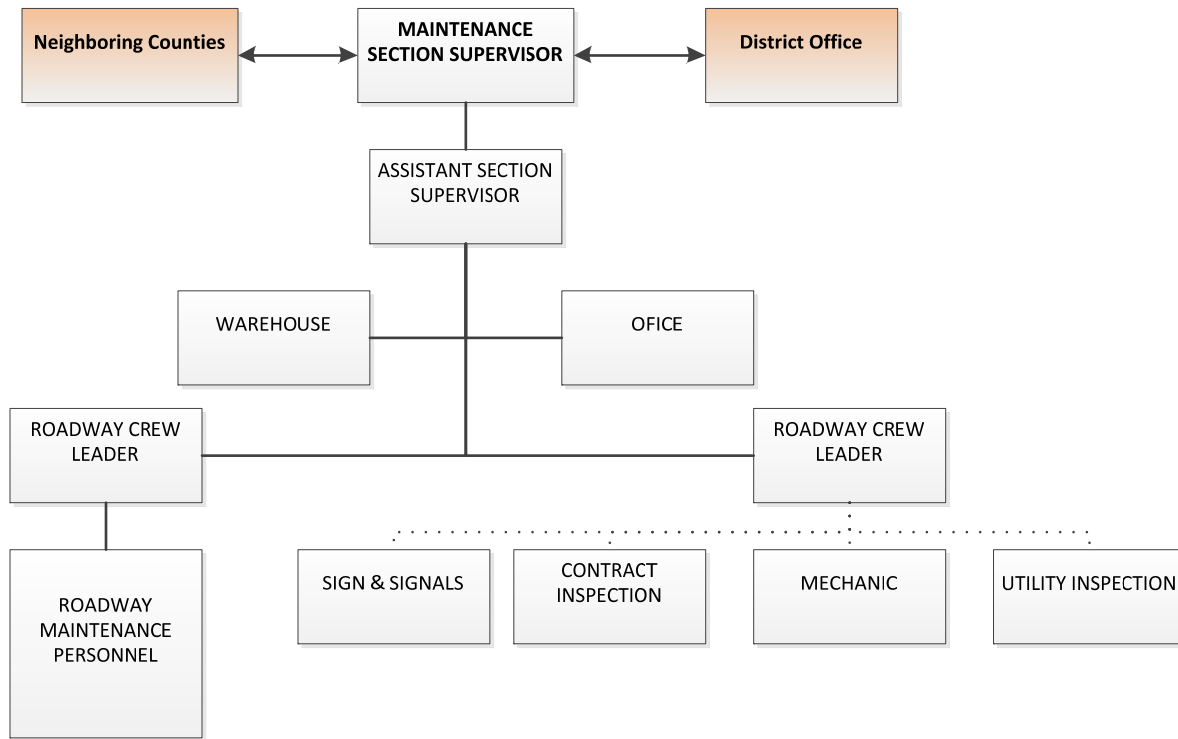 Neighboring Counties
MAINTENANCE
SECTION SUPERVISOR
District Office
ASSISTANT SECTION
SUPERVISOR
WAREHOUSE
OFICE
ROADWAY CREW
LEADER
ROADWAY CREW
LEADER
ROADWAY
MAINTENANCE
PERSONNEL
SIGN & SIGNALS
CONTRACT
INSPECTION
MECHANIC
UTILITY INSPECTION